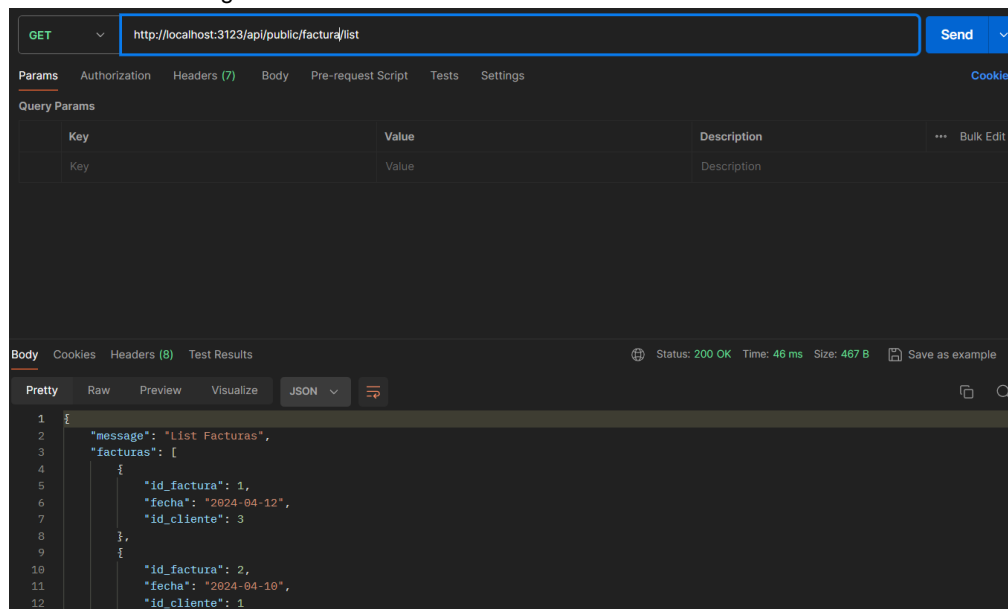 GET http://localhost:3123/api/public/factura/list Send
Params Authorization Headers (7) Body Pre-request Script Tests Settings Cookie
Query Params
Key Value Description ••• Bulk Edit
Key Value Description
Body Cookies Headers (8) Test Results Status: 200 OK Time: 46 ms Size: 467 B Save as example
Pretty Raw Preview Visualize JSON
1 {
2 "message": "List Facturas",
3 "facturas": [
4 {
5 "id_factura": 1,
6 "fecha": "2024-04-12",
7 "id_cliente": 3
8 },
9 {
10 "id_factura": 2,
11 "fecha": "2024-04-10",
12 "id_cliente": 1